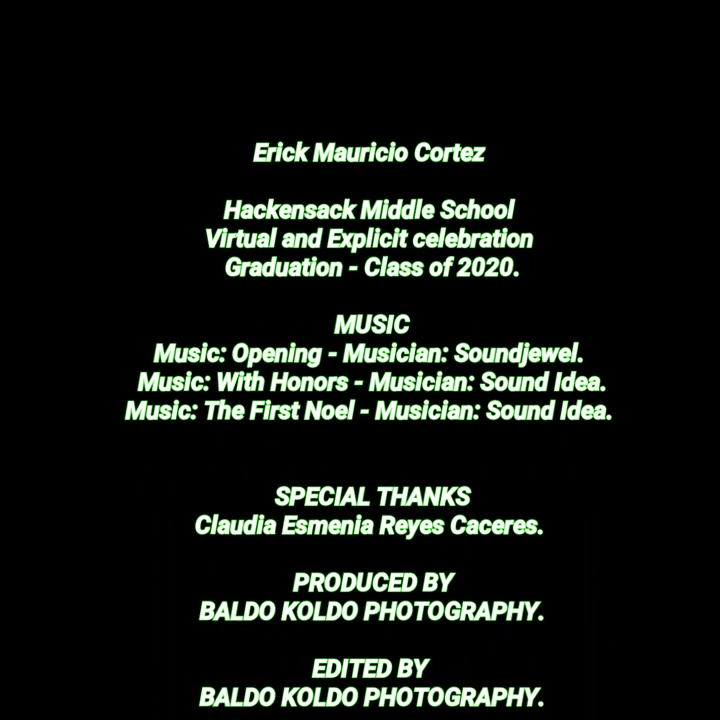 Erick Mauricio Cortez
Hackensack Middle School
Virtual and Explicit celebration
Graduation - Class of 2020.
MUSIC
Music: Opening - Musician: Soundjewel.
Music: With Honors - Musician: Sound Idea.
Music: The First Noel - Musician: Sound Idea.
SPECIAL THANKS
Claudia Esmenia Reyes Caceres.
PRODUCED BY
BALDO KOLDO PHOTOGRAPHY.
EDITED BY
BALDO KOLDO PHOTOGRAPHY.